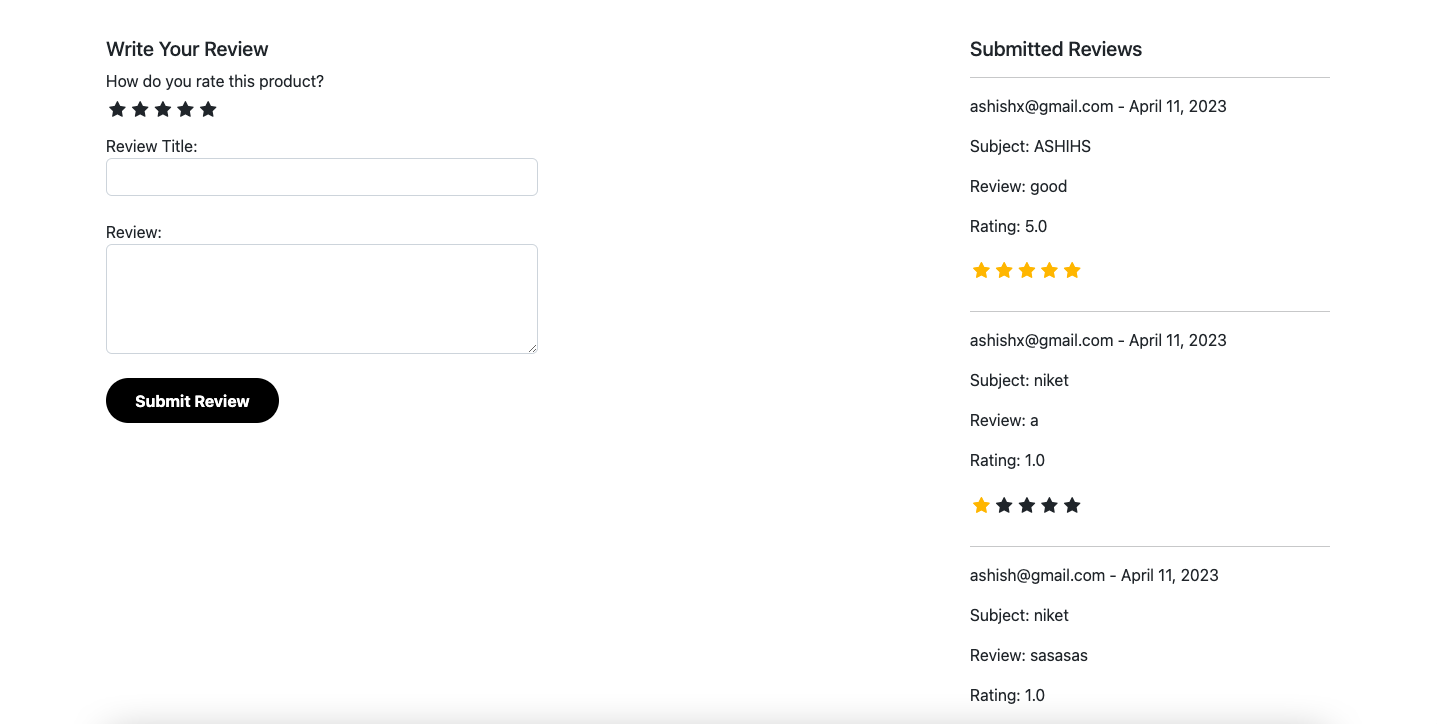 Write Your Review
How do you rate this product?
Review Title:
Review:
Submit Review
Submitted Reviews
ashishx@gmail.com - April 11, 2023
Subject: ASHIHS
Review: good
Rating: 5.0
ashishx@gmail.com - April 11, 2023
Subject: niket
Review: a
Rating: 1.0
ashish@gmail.com - April 11, 2023
Subject: niket
Review: sasasas
Rating: 1.0